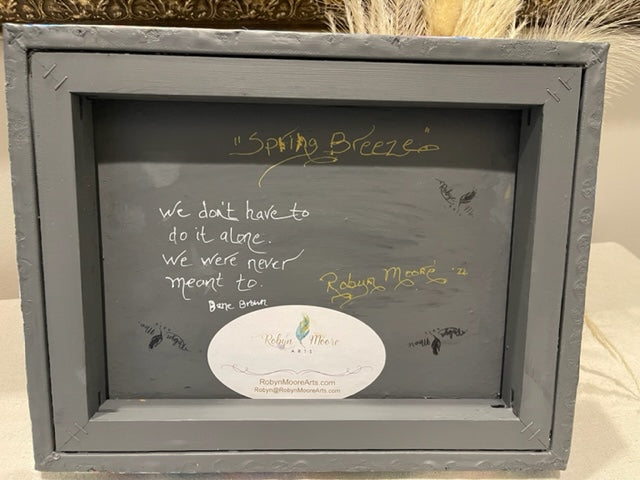 "Spring Breeze"
We don't have to
do it alone.
We were never
meant to.
Brene Brown
Robyn Moore '22
Robyn Moore
ARTS
RobynMooreArts.com
Robyn@RobynMooreArts.com